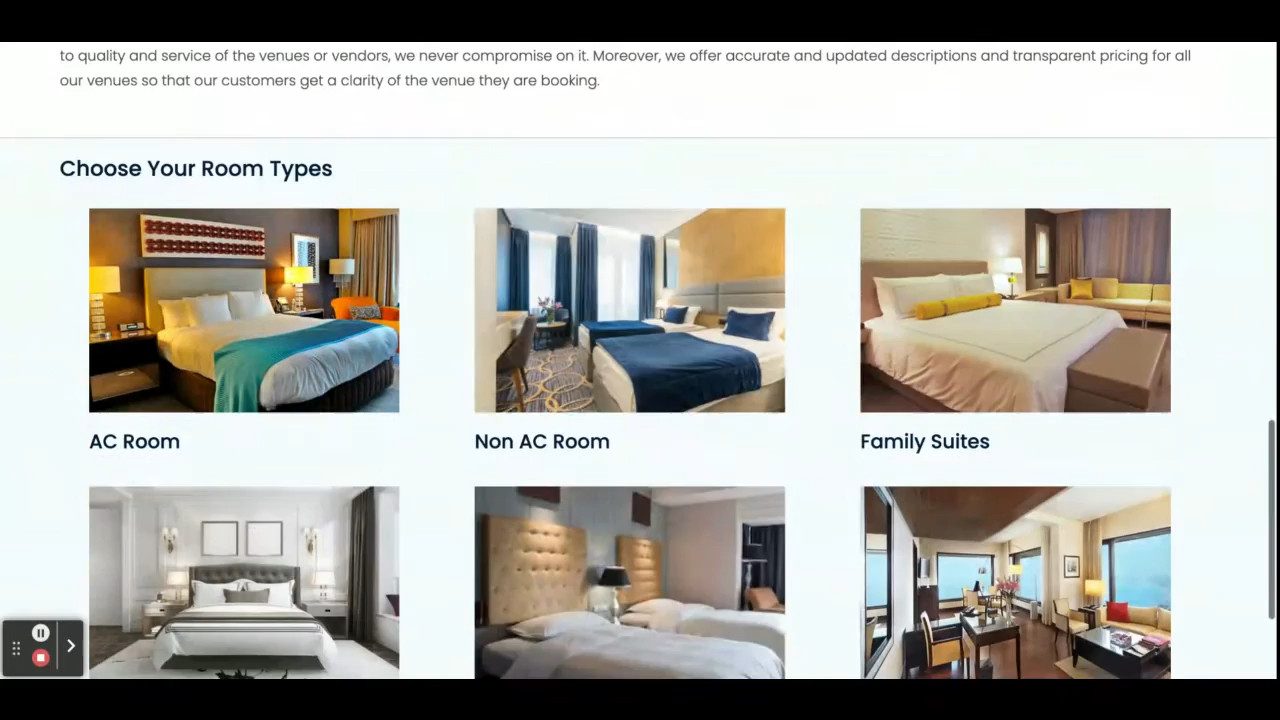 to quality and service of the venues or vendors, we never compromise on it. Moreover, we offer accurate and updated descriptions and transparent pricing for all
our venues so that our customers get a clarity of the venue they are booking.
Choose Your Room Types
AC Room
Non AC Room
Family Suites